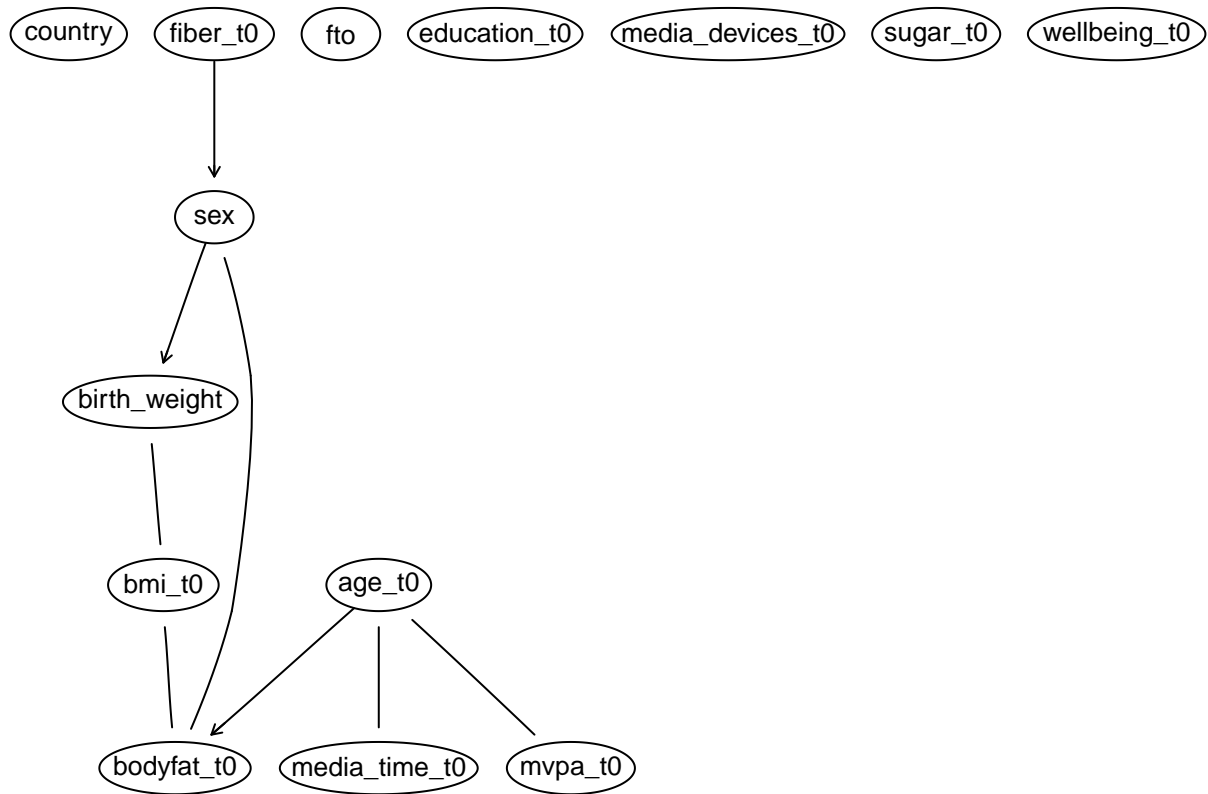 country
fiber_t0
fto
education_t0
media_devices_t0
sugar_t0
wellbeing_t0
sex
birth_weight
bmi_t0
age_t0
bodyfat_t0
media_time_t0
mvpa_t0